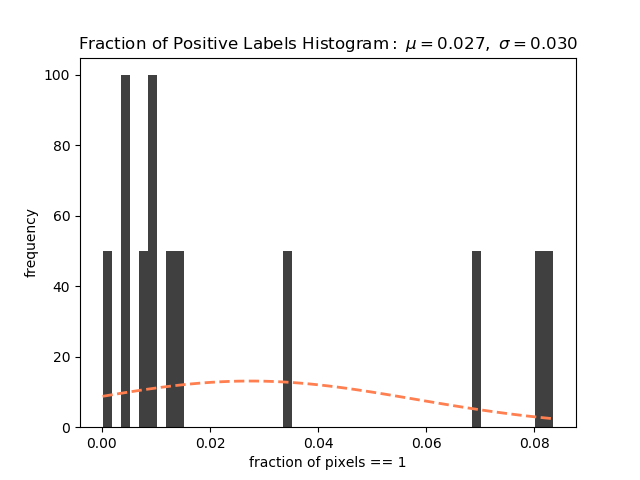 Fraction of Positive Labels Histogram: μ = 0.027, σ = 0.030
frequency
100
80
60
40
20
0
0.00 0.02 0.04 0.06 0.08
fraction of pixels == 1